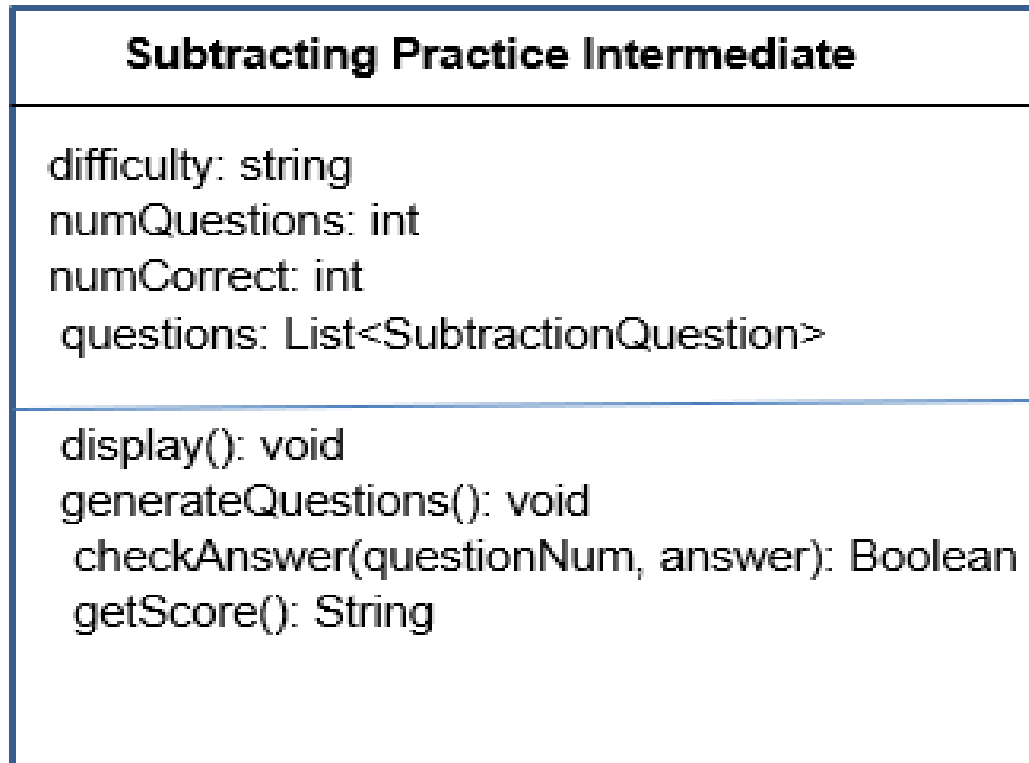 Subtracting Practice Intermediate
difficulty: string
numQuestions: int
numCorrect: int
questions: List<SubtractionQuestion>
display(): void
generateQuestions(): void
checkAnswer(questionNum, answer): Boolean
getScore(): String